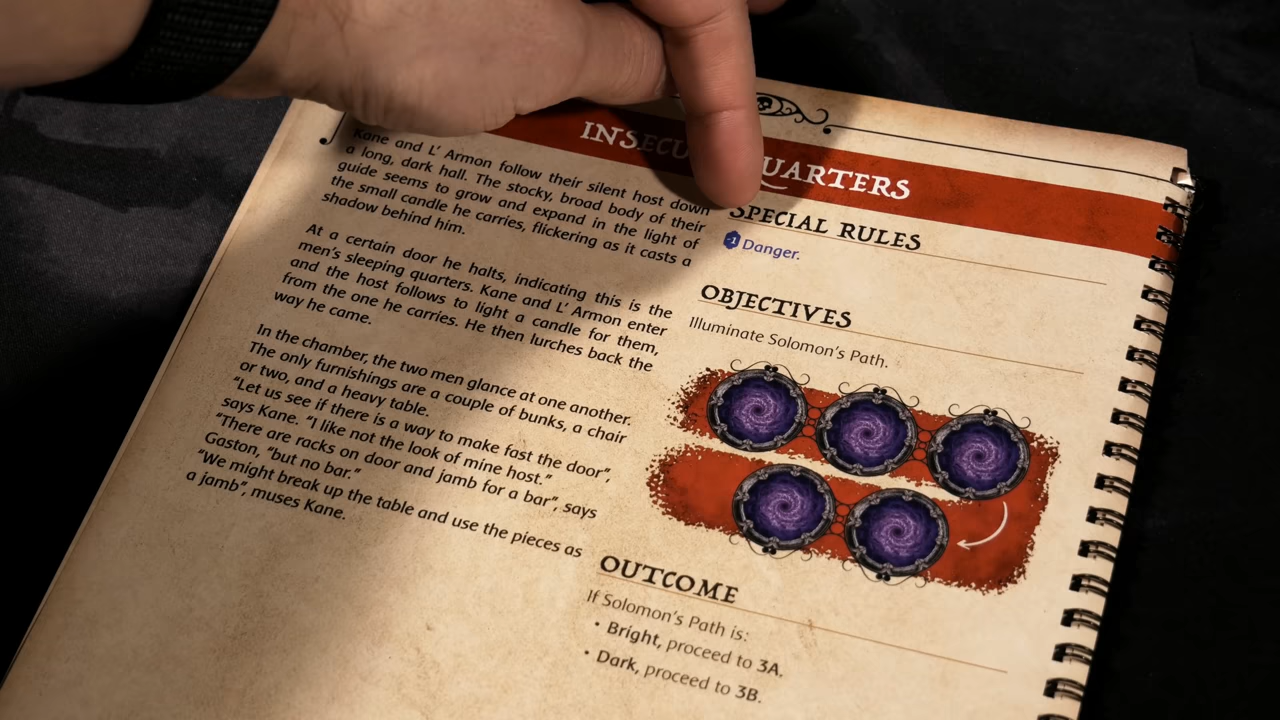 INSECU QUARTERS
Kane and L' Armon follow their silent host down
a long, dark hall. The stocky, broad body of their
guide seems to grow and expand in the light of
the small candle he carries, flickering as it casts a
shadow behind him.
At a certain door he halts, indicating this is the
men's sleeping quarters. Kane and L' Armon enter
and the host follows to light a candle for them,
from the one he carries. He then lurches back the
way he came.
In the chamber, the two men glance at one another.
The only furnishings are a couple of bunks, a chair
or two, and a heavy table.
"Let us see if there is a way to make fast the door",
says Kane. "I like not the look of mine host."
"There are racks on door and jamb for a bar", says
Gaston, "but no bar."
"We might break up the table and use the pieces as
a jamb", muses Kane.
SPECIAL RULES
-1 Danger.
OBJECTIVES
Illuminate Solomon's Path.
OUTCOME
If Solomon's Path is:
• Bright, proceed to 3A.
• Dark, proceed to 3B.